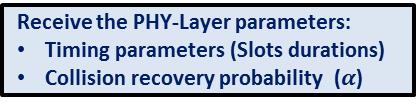 Receive the PHY-Layer parameters:
• Timing parameters (Slots durations)
• Collision recovery probability (α)